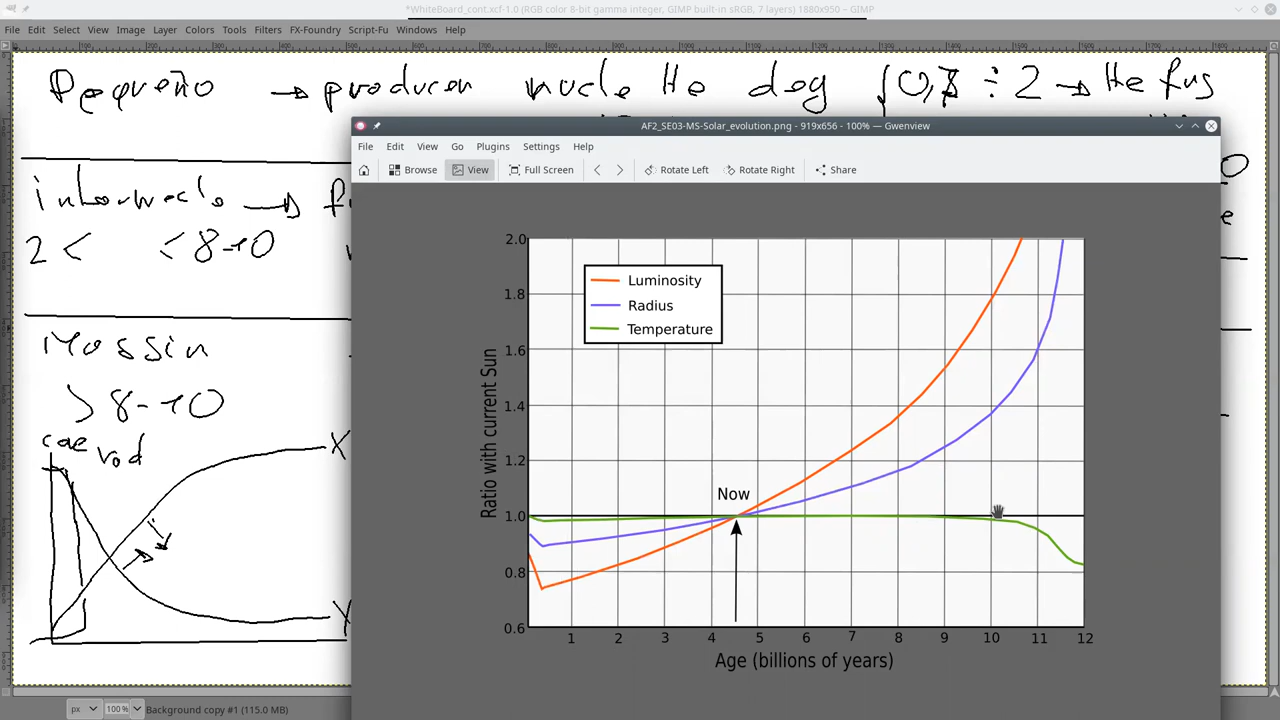 *WhiteBoard_cont.xcf-1.0 (RGB color 8-bit gamma integer, GIMP built-in sRGB, 7 layers) 1880x950 – GIMP
File Edit Select View Image Layer Colors Tools Filters FX-Foundry Script-Fu Windows Help
Pequeño → producen nucle He deg
÷ 2 → He fus
2 < < 8-10
> 8-10
X
AF2_SE03-MS-Solar_evolution.png - 919x656 - 100% — Gwenview
File Edit View Go Plugins Settings Help
Browse View Full Screen Rotate Left Rotate Right Share
2.0
1.8
1.6
1.4
1.2
1.0
0.8
0.6
Luminosity
Radius
Temperature
Ratio with current Sun
Now
1 2 3 4 5 6 7 8 9 10 11 12
Age (billions of years)
px 100% Background copy #1 (115.0 MB)